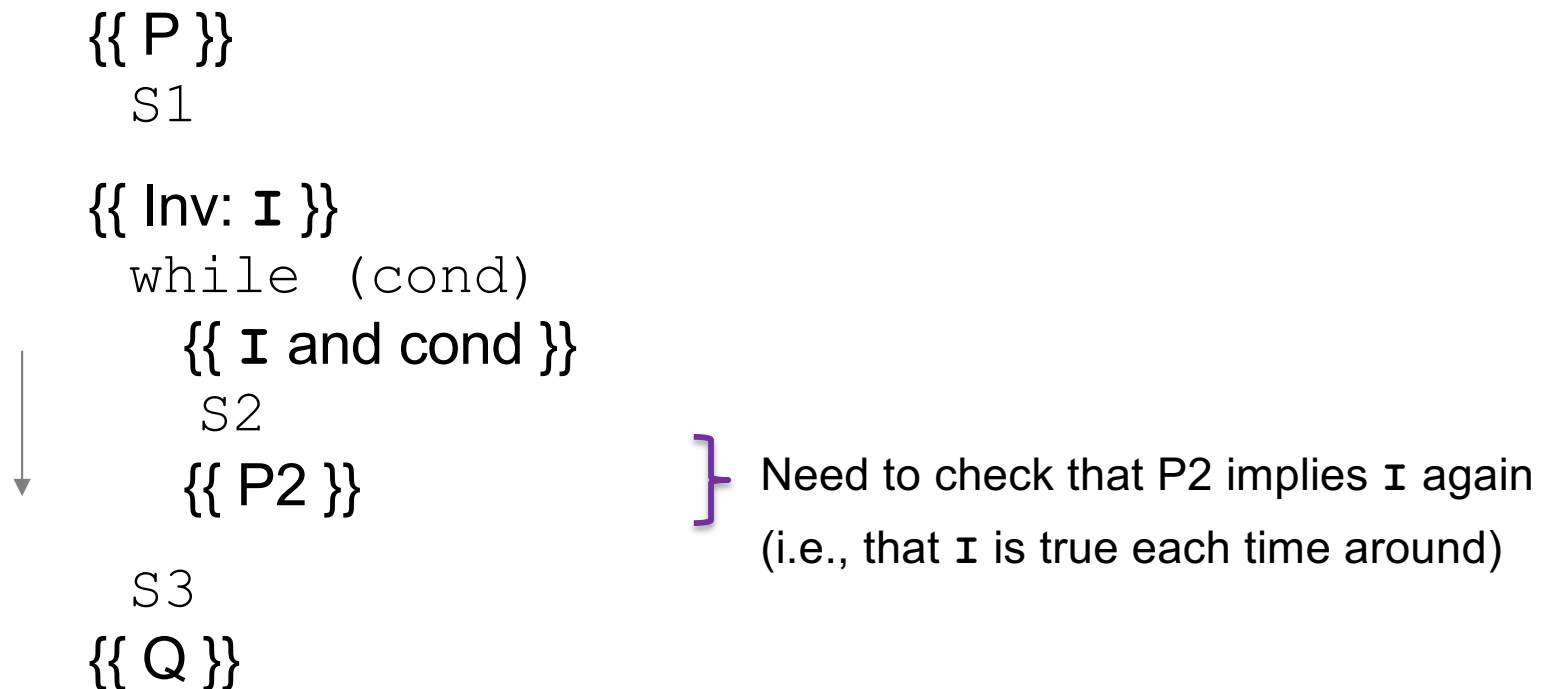 {{ P }}
S1
{{ Inv: I }}
while (cond)
{{ I and cond }}
S2
{{ P2 }}
Need to check that P2 implies I again
(i.e., that I is true each time around)
S3
{{ Q }}